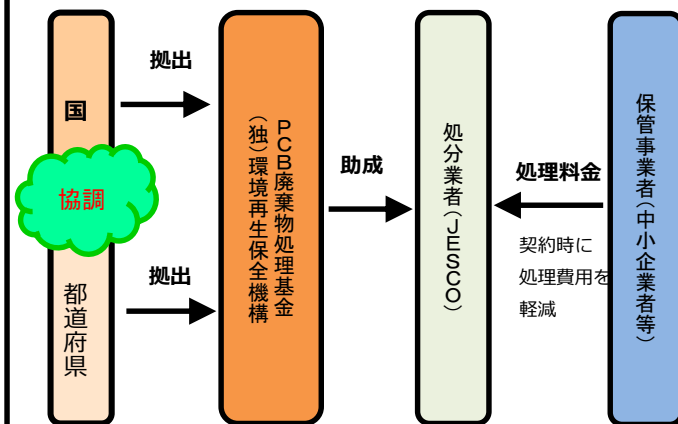 国
協調
都道府県
拠出
拠出
PCB廃棄物処理基金
(独)環境再生保全機構
助成
処分業者(JESCO)
処理料金
契約時に
処理費用を
軽減
保管事業者(中小企業者等)